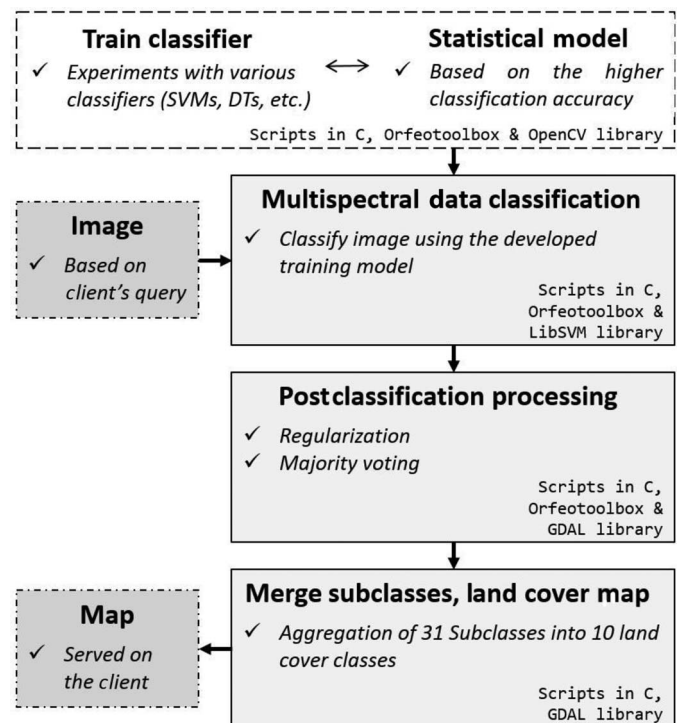 Train classifier
✓ Experiments with various
classifiers (SVMs, DTs, etc.)
Statistical model
✓ Based on the higher
classification accuracy
Scripts in C, Orfeotoolbox & OpenCV library
Image
✓ Based on
client's query
Multispectral data classification
✓ Classify image using the developed
training model
Scripts in C,
Orfeotoolbox &
LibSVM library
Postclassification processing
✓ Regularization
✓ Majority voting
Scripts in C,
Orfeotoolbox &
GDAL library
Merge subclasses, land cover map
✓ Aggregation of 31 Subclasses into 10 land
cover classes
Scripts in C,
GDAL library
Map
✓ Served on
the client